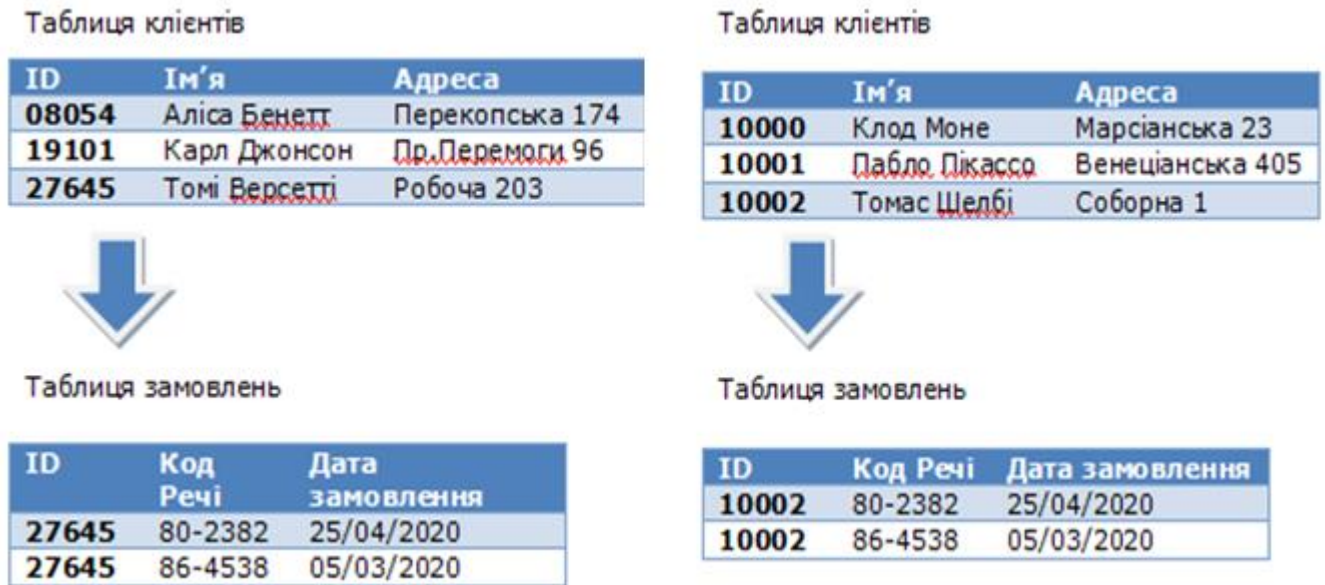 Таблиця клієнтів
ID Ім’я Адреса
08054 Аліса Бенетт Перекопська 174
19101 Карл Джонсон Пр.Перемоги 96
27645 Томі Версетті Робоча 203
Таблиця замовлень
ID Код Речі Дата замовлення
27645 80-2382 25/04/2020
27645 86-4538 05/03/2020
Таблиця клієнтів
ID Ім’я Адреса
10000 Клод Моне Марсіанська 23
10001 Пабло Пікассо Венеціанська 405
10002 Томас Шелбі Соборна 1
Таблиця замовлень
ID Код Речі Дата замовлення
10002 80-2382 25/04/2020
10002 86-4538 05/03/2020